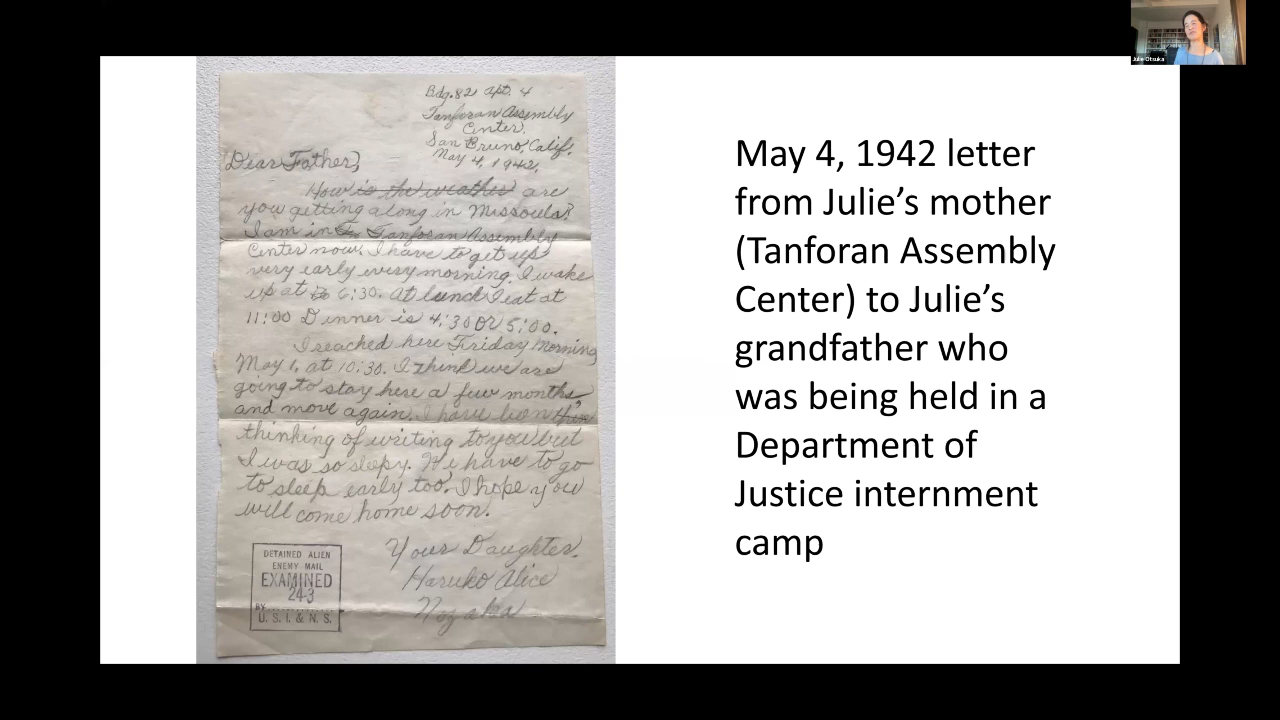 Julie Otsuka
Bdg. 82 Apt. 4
Tanforan Assembly
Center.
San Bruno, Calif.
May 4, 1942.
Dear Father,
How is the weather are
you getting along in Missoula?
I am in Tanforan Assembly
Center now. I have to get up
very early every morning. I wake
up at 6:30. At lunch I eat at
11:00 Dinner is 4:30 or 5:00.
I reached here Friday morning
May 1, at 10:30. I think we are
going to stay here a few months
and move again. I have been
thinking of writing to you but
I was so sleepy. We have to go
to sleep early too. I hope you
will come home soon.
Your Daughter.
Haruko Alice
Nozaka
DETAINED ALIEN
ENEMY MAIL
EXAMINED
24-3
BY
U. S. I. & N. S.
May 4, 1942 letter
from Julie’s mother
(Tanforan Assembly
Center) to Julie’s
grandfather who
was being held in a
Department of
Justice internment
camp